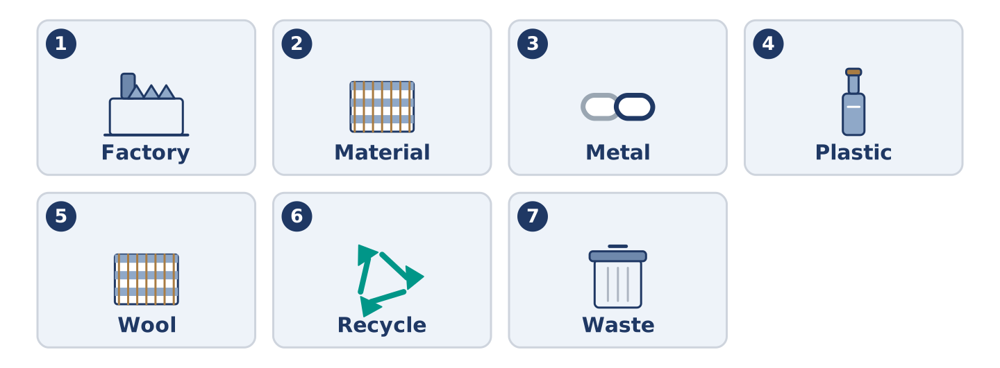 1
Factory
2
Material
3
Metal
4
Plastic
5
Wool
6
Recycle
7
Waste